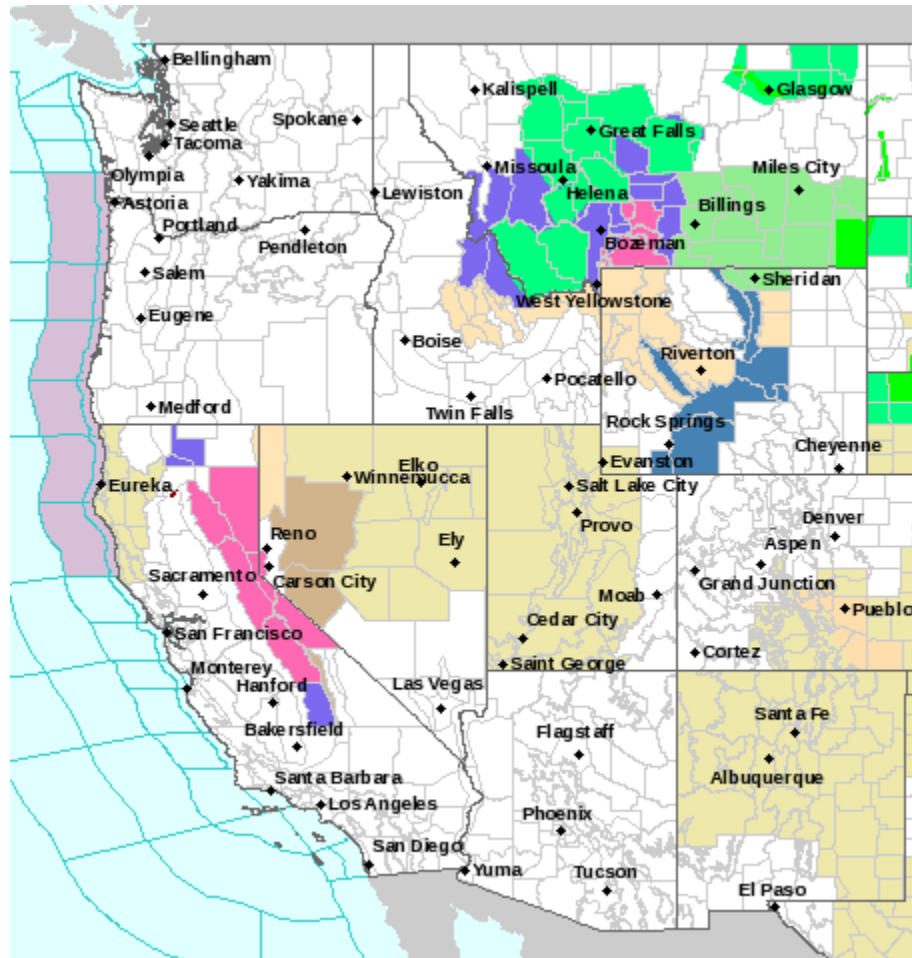 Bellingham
Kalispell
Glasgow
Seattle
Spokane
Great Falls
Tacoma
Olympia
Missoula
Miles City
Yakima
Lewiston
Helena
Astoria
Billings
Portland
Pendleton
Bozeman
Salem
Sheridan
West Yellowstone
Eugene
Boise
Riverton
Pocatello
Medford
Twin Falls
Rock Springs
Cheyenne
Elko
Evanston
Winnemucca
Eureka
Salt Lake City
Provo
Denver
Reno
Ely
Aspen
Sacramento
Carson City
Grand Junction
Moab
Pueblo
San Francisco
Cedar City
Cortez
Saint George
Monterey
Hanford
Las Vegas
Santa Fe
Bakersfield
Flagstaff
Albuquerque
Santa Barbara
Los Angeles
Phoenix
San Diego
Yuma
Tucson
El Paso